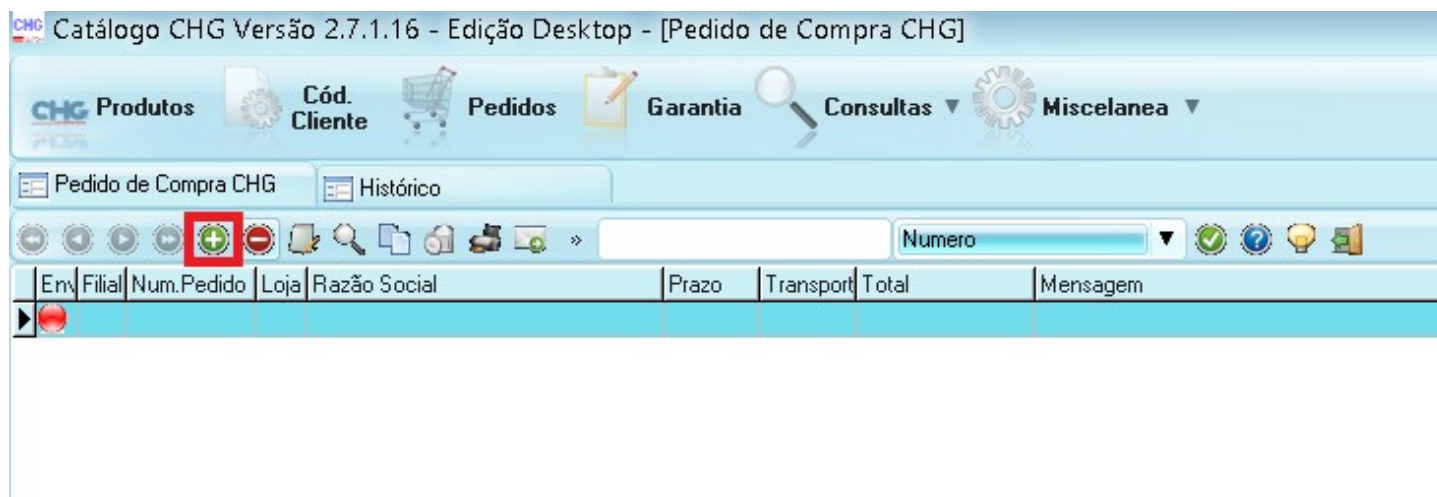 CHG Catálogo CHG Versão 2.7.1.16 - Edição Desktop - [Pedido de Compra CHG]
CHG Produtos
Cód. Cliente
Pedidos
Garantia
Consultas
Miscelanea
Pedido de Compra CHG
Histórico
» Numero
Env Filial Num.Pedido Loja Razão Social Prazo Transport Total Mensagem